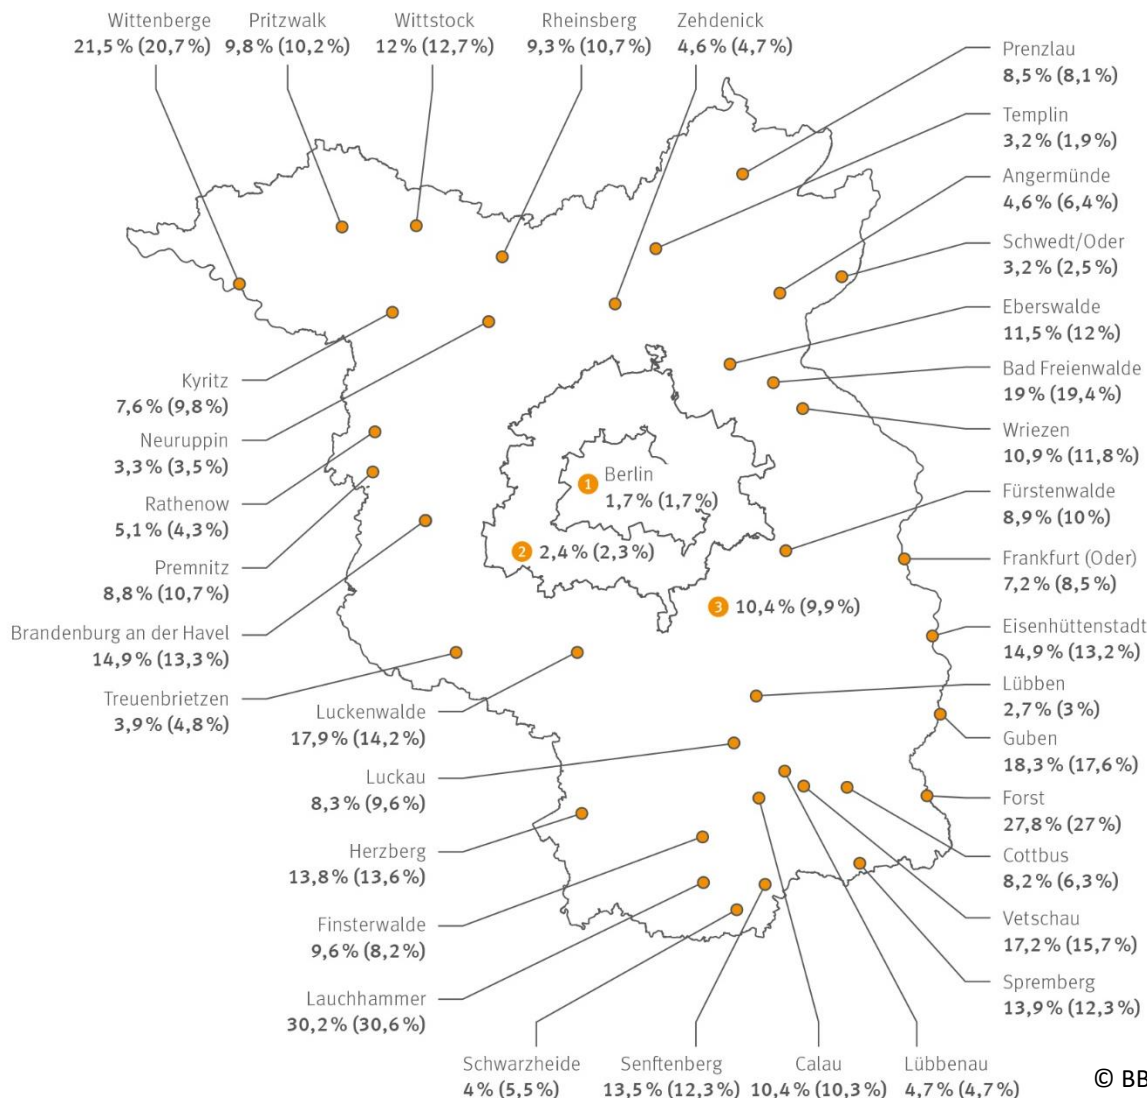 Wittenberge
21,5 % (20,7 %)
Pritzwalk
9,8 % (10,2 %)
Wittstock
12 % (12,7 %)
Rheinsberg
9,3 % (10,7 %)
Zehdenick
4,6 % (4,7 %)
Prenzlau
8,5 % (8,1 %)
Templin
3,2 % (1,9 %)
Angermünde
4,6 % (6,4 %)
Schwedt/Oder
3,2 % (2,5 %)
Eberswalde
11,5 % (12 %)
Bad Freienwalde
19 % (19,4 %)
Wriezen
10,9 % (11,8 %)
Fürstenwalde
8,9 % (10 %)
Frankfurt (Oder)
7,2 % (8,5 %)
Eisenhüttenstadt
14,9 % (13,2 %)
Lübben
2,7 % (3 %)
Guben
18,3 % (17,6 %)
Forst
27,8 % (27 %)
Cottbus
8,2 % (6,3 %)
Vetschau
17,2 % (15,7 %)
Spremberg
13,9 % (12,3 %)
Kyritz
7,6 % (9,8 %)
Neuruppin
3,3 % (3,5 %)
Rathenow
5,1 % (4,3 %)
Premnitz
8,8 % (10,7 %)
Brandenburg an der Havel
14,9 % (13,3 %)
Treuenbrietzen
3,9 % (4,8 %)
Luckenwalde
17,9 % (14,2 %)
Luckau
8,3 % (9,6 %)
Herzberg
13,8 % (13,6 %)
Finsterwalde
9,6 % (8,2 %)
Lauchhammer
30,2 % (30,6 %)
1 Berlin
1,7 % (1,7 %)
2 2,4 % (2,3 %)
3 10,4 % (9,9 %)
Schwarzheide
4 % (5,5 %)
Senftenberg
13,5 % (12,3 %)
Calau
10,4 % (10,3 %)
Lübbenau
4,7 % (4,7 %)
© BB